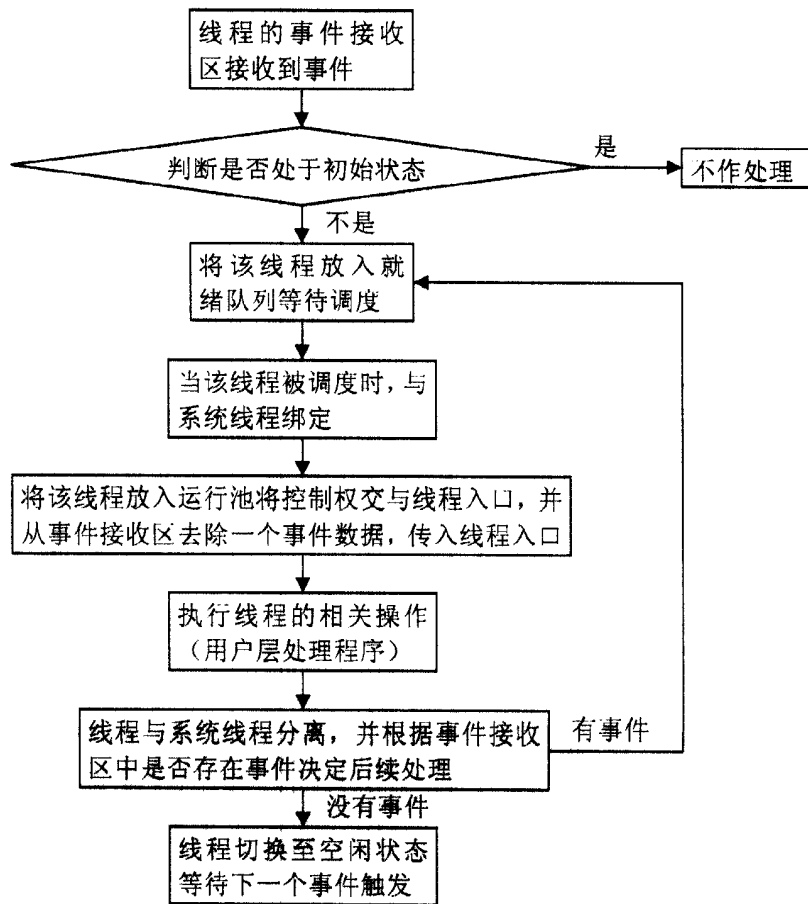 线程的事件接收
区接收到事件
判断是否处于初始状态
是
不作处理
不是
将该线程放入就
绪队列等待调度
当该线程被调度时，与
系统线程绑定
将该线程放入运行池将控制权交与线程入口，并
从事件接收区去除一个事件数据，传入线程入口
执行线程的相关操作
（用户层处理程序）
线程与系统线程分离，并根据事件接收
区中是否存在事件决定后续处理
有事件
没有事件
线程切换至空闲状态
等待下一个事件触发